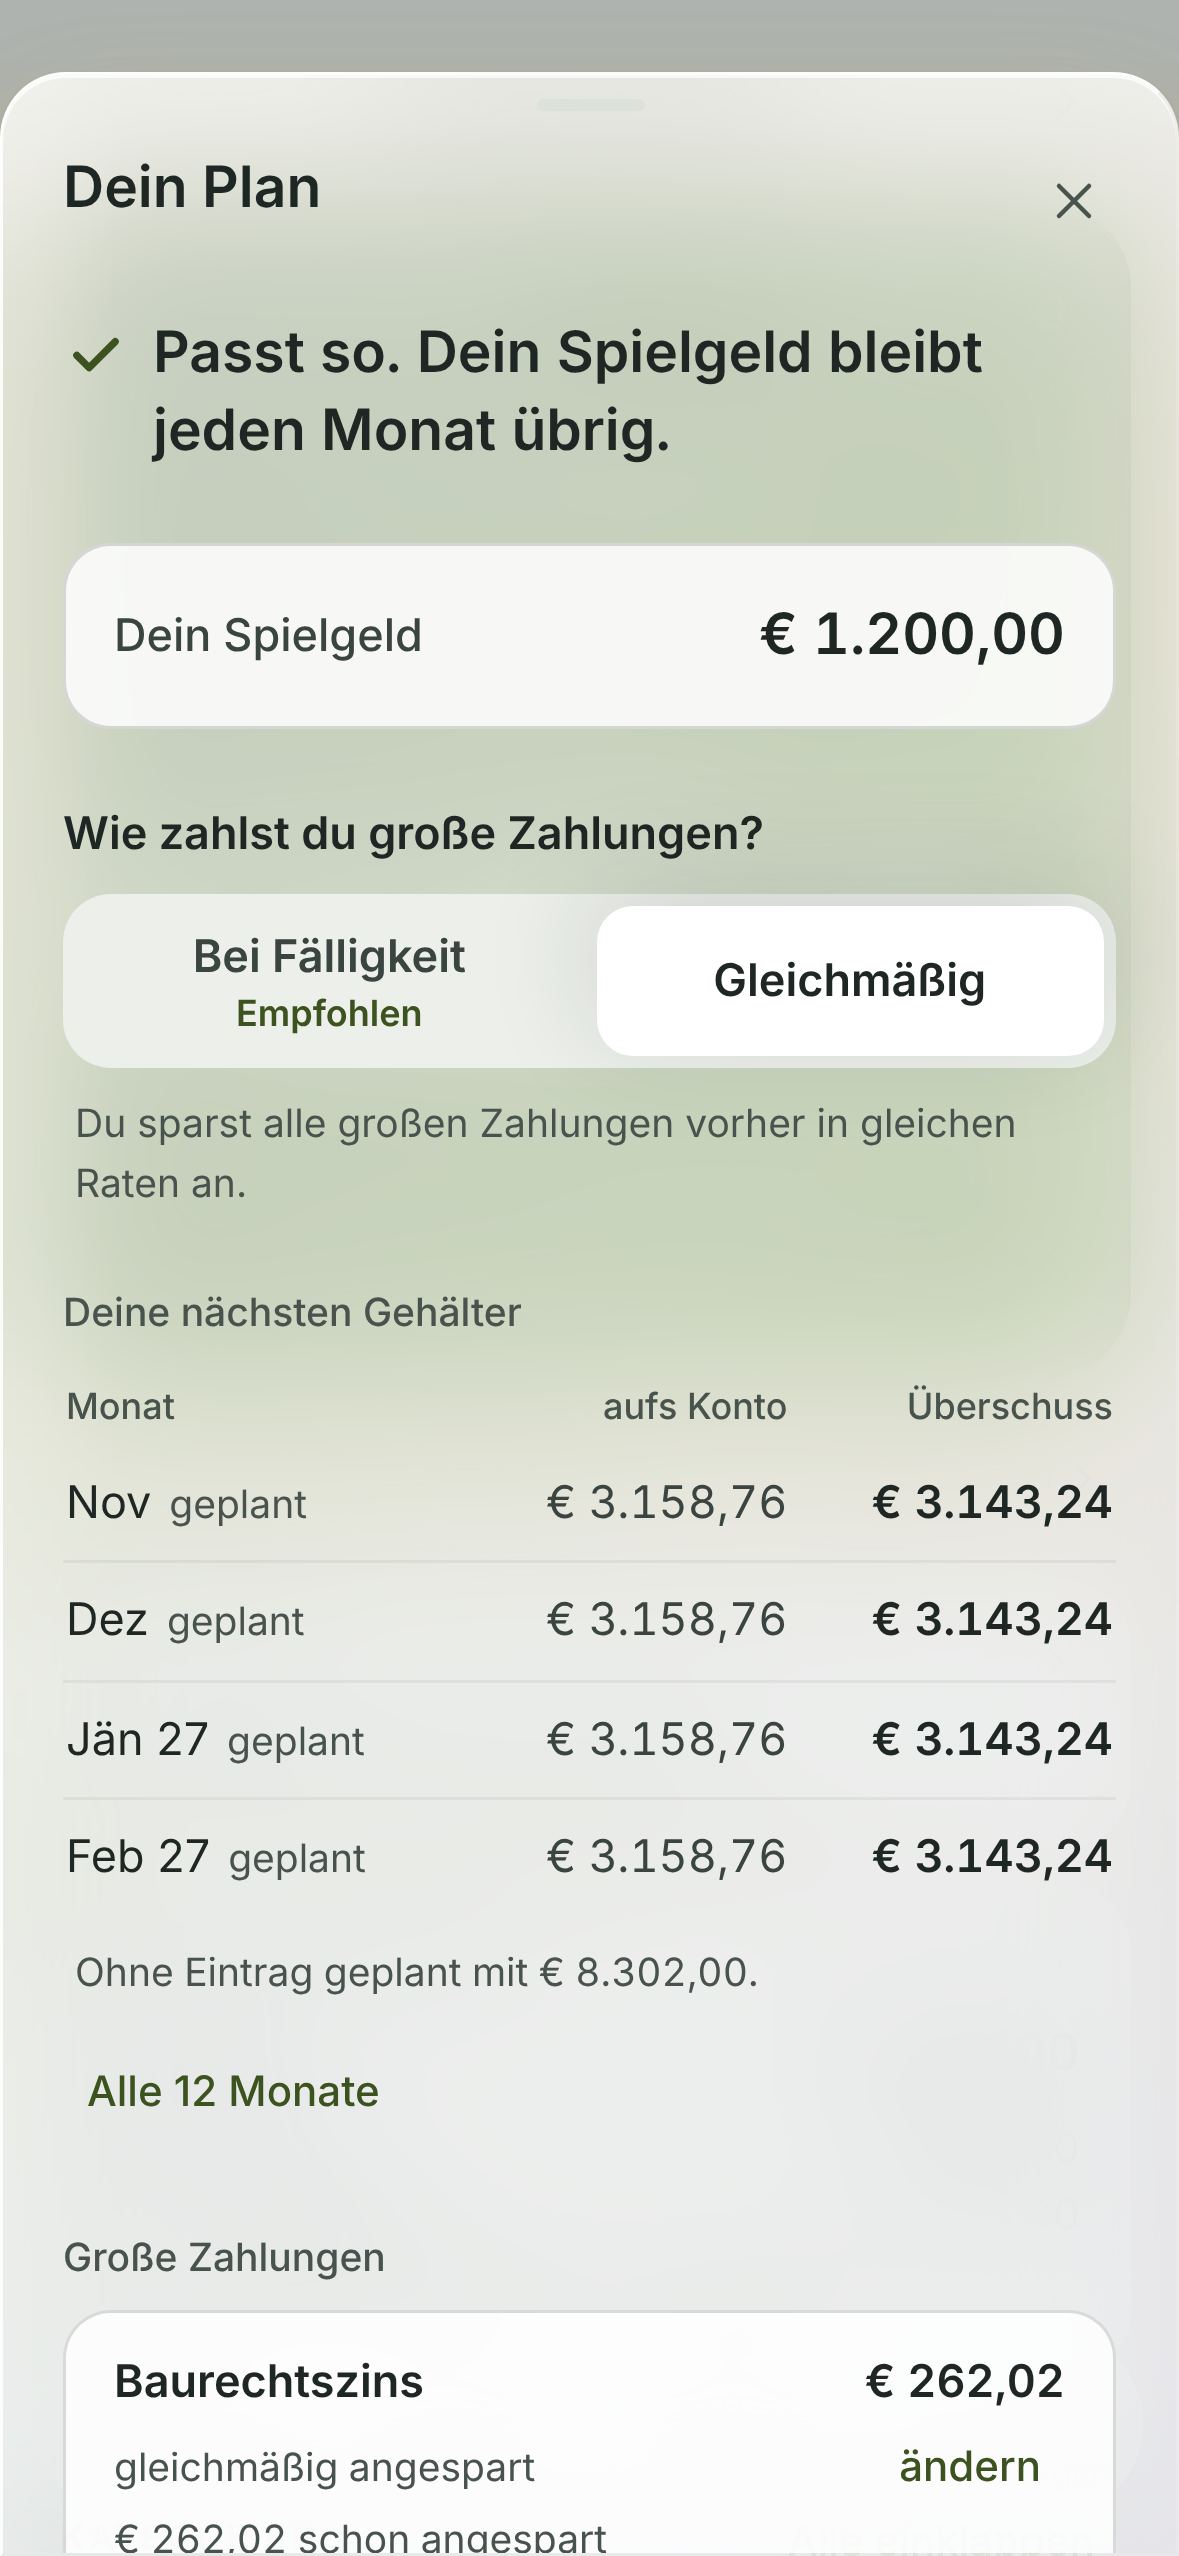 Dein Plan
Passt so. Dein Spielgeld bleibt
jeden Monat übrig.
Dein Spielgeld € 1.200,00
Wie zahlst du große Zahlungen?
Bei Fälligkeit
Empfohlen
Gleichmäßig
Du sparst alle großen Zahlungen vorher in gleichen
Raten an.
Deine nächsten Gehälter
Monat aufs Konto Überschuss
Nov geplant € 3.158,76 € 3.143,24
Dez geplant € 3.158,76 € 3.143,24
Jän 27 geplant € 3.158,76 € 3.143,24
Feb 27 geplant € 3.158,76 € 3.143,24
Ohne Eintrag geplant mit € 8.302,00.
Alle 12 Monate
Große Zahlungen
Baurechtszins € 262,02
gleichmäßig angespart ändern
€ 262,02 schon angespart